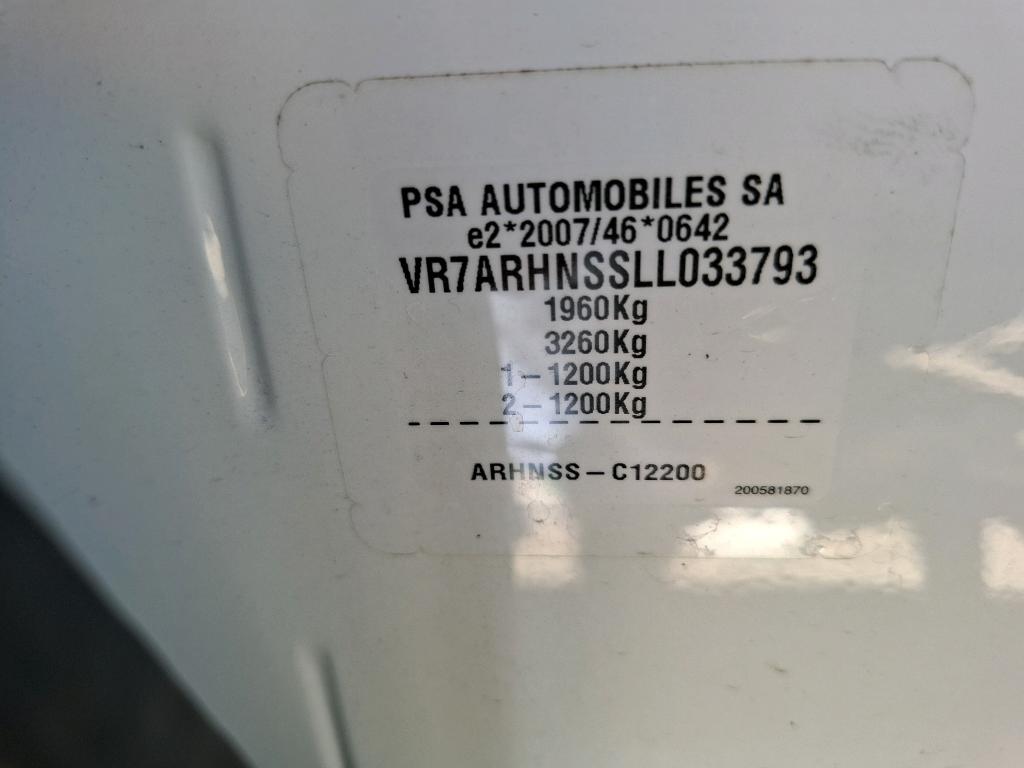 PSA AUTOMOBILES SA
e2*2007/46*0642
VR7ARHNSSLL033793
1960Kg
3260Kg
1-1200Kg
2-1200Kg
ARHNSS-C12200
200581870